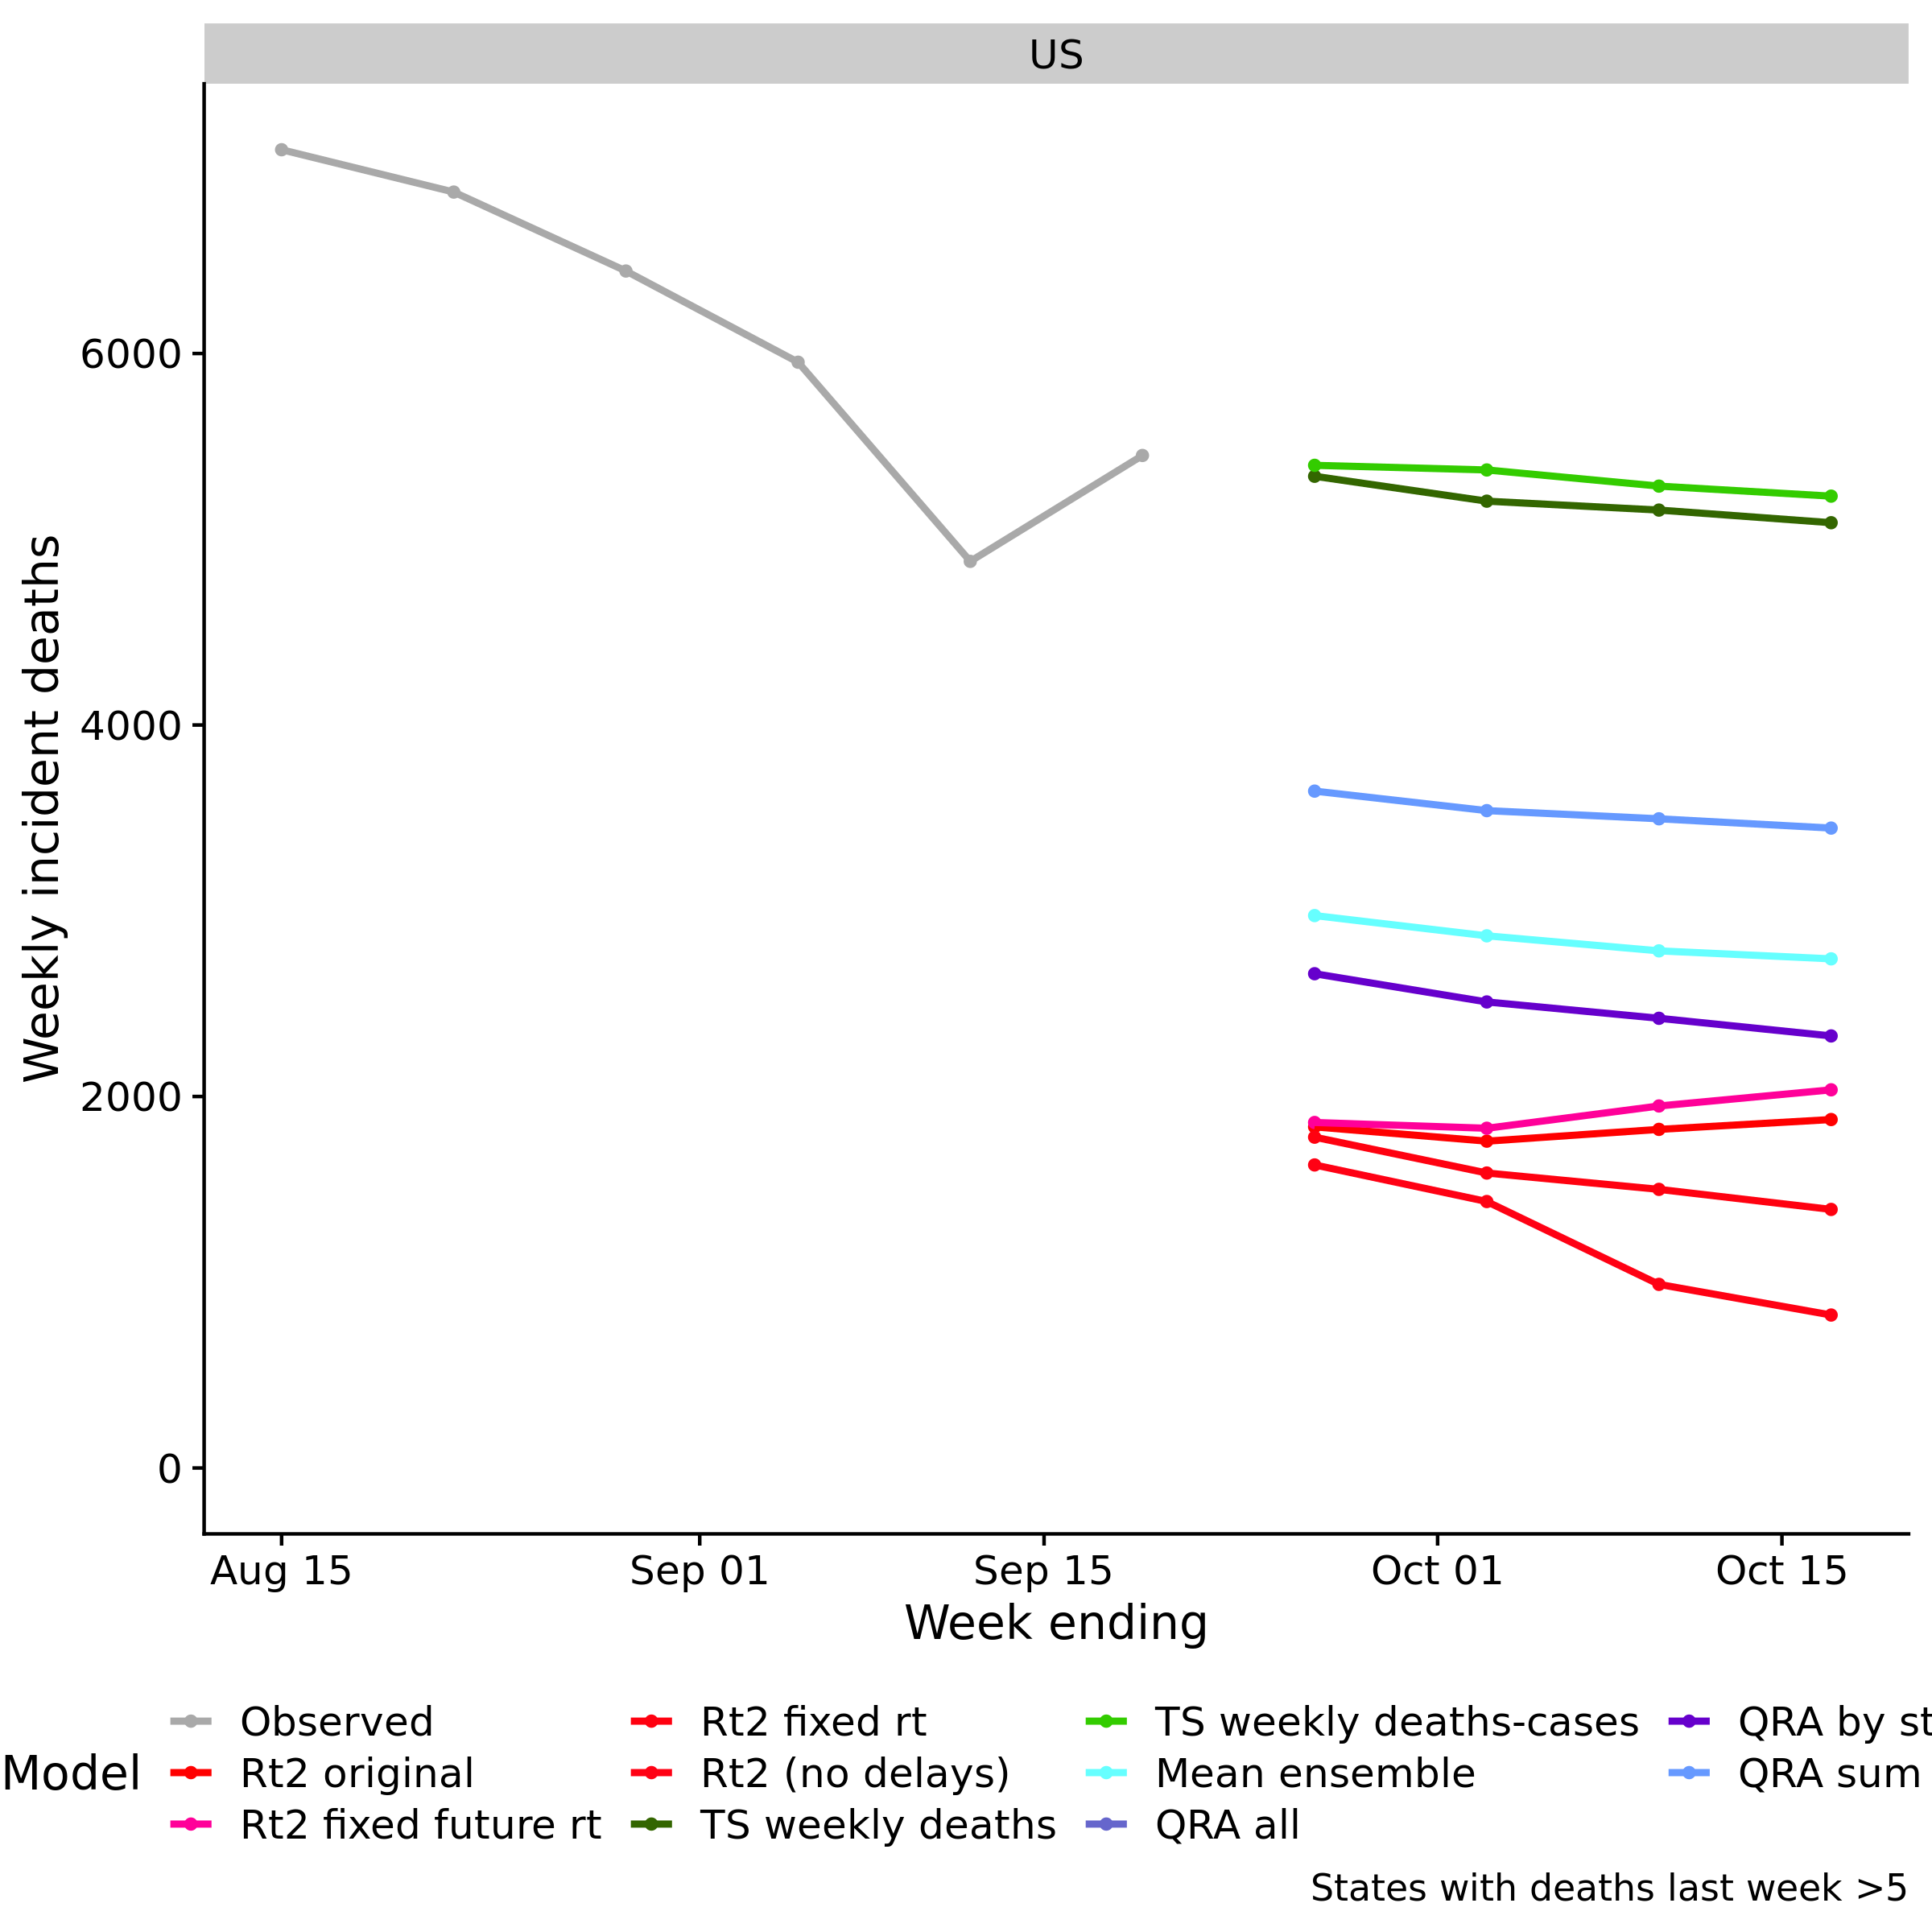 US
6000
4000
2000
0
Weekly incident deaths
Aug 15 Sep 01 Sep 15 Oct 01 Oct 15
Week ending
Model
Observed
Rt2 original
Rt2 fixed future rt
Rt2 fixed rt
Rt2 (no delays)
TS weekly deaths
TS weekly deaths-cases
Mean ensemble
QRA all
QRA by
QRA sum
States with deaths last week >5